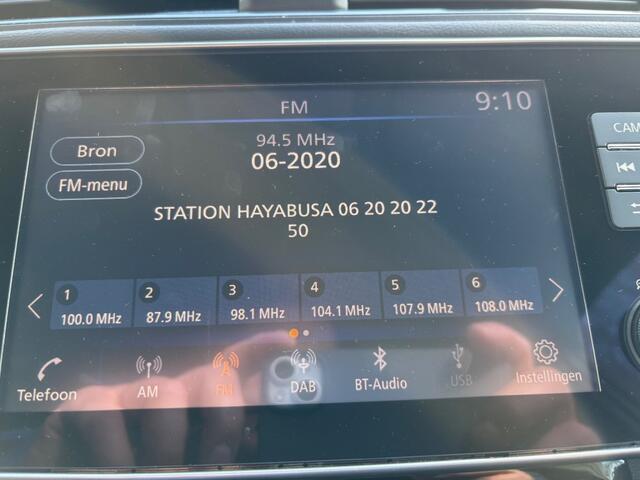 FM
9:10
Bron
94.5 MHz
06-2020
FM-menu
STATION HAYABUSA 06 20 20 22
50
1 2 3 4 5 6
100.0 MHz 87.9 MHz 98.1 MHz 104.1 MHz 107.9 MHz 108.0 MHz
Telefoon AM FM DAB BT-Audio USB Instellingen
CAM